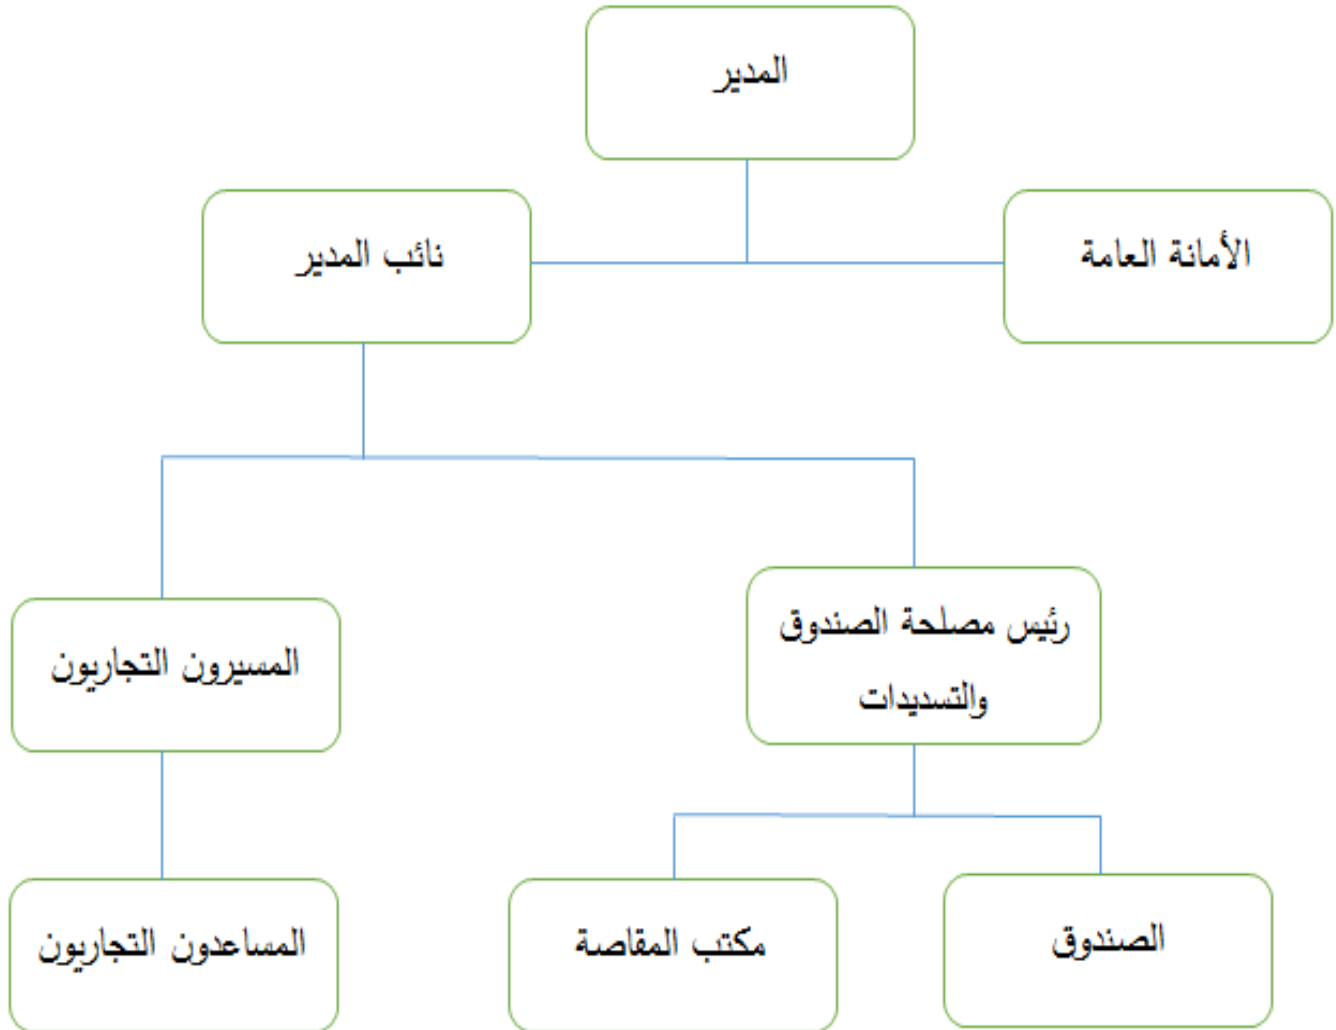 المدير
الأمانة العامة
نائب المدير
رئيس مصلحة الصندوق
والتسديدات
المسيرون التجاريون
الصندوق
مكتب المقاصة
المساعدون التجاريون